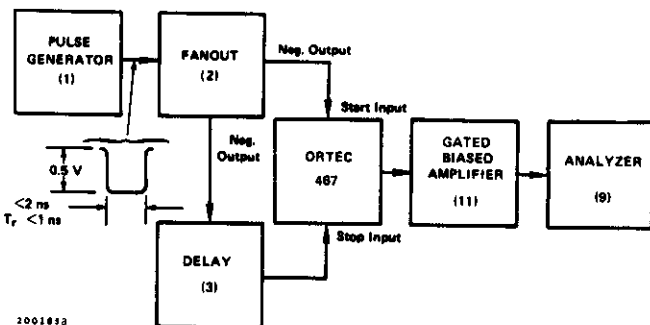 PULSE
GENERATOR
(1)
FANOUT
(2)
Neg. Output
Start Input
Neg.
Output
0.5 V
<2 ns
Tr <1 ns
ORTEC
467
GATED
BIASED
AMPLIFIER
(11)
ANALYZER
(9)
Stop Input
DELAY
(3)